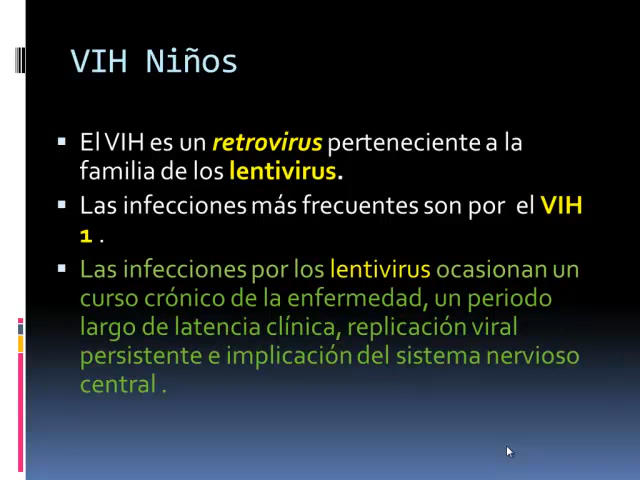 VIH Niños
▪ El VIH es un retrovirus perteneciente a la
familia de los lentivirus.
▪ Las infecciones más frecuentes son por el VIH
1 .
▪ Las infecciones por los lentivirus ocasionan un
curso crónico de la enfermedad, un periodo
largo de latencia clínica, replicación viral
persistente e implicación del sistema nervioso
central .